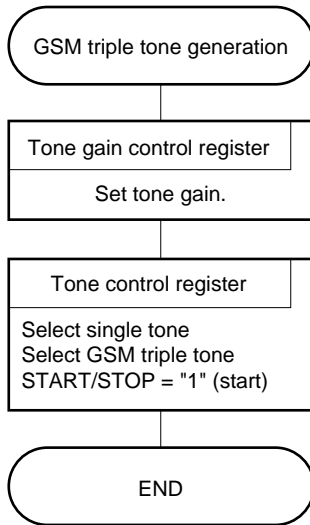 GSM triple tone generation
Tone gain control register
Set tone gain.
Tone control register
Select single tone
Select GSM triple tone
START/STOP = "1" (start)
END